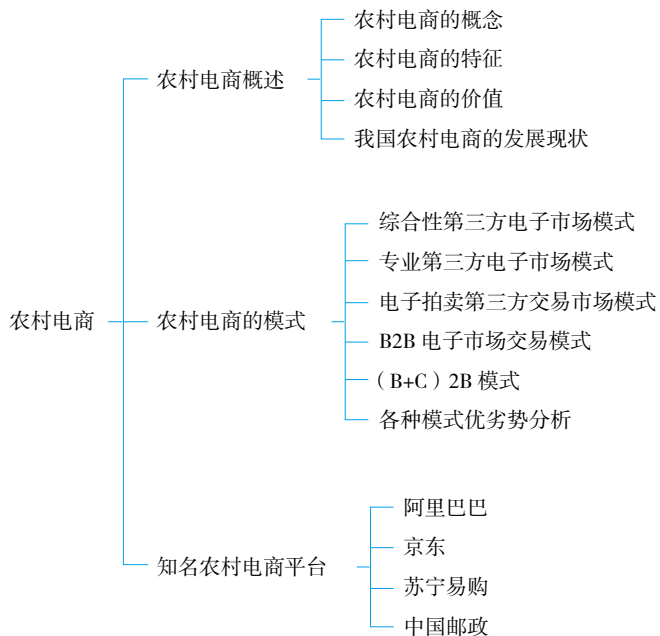 农村电商
农村电商概述
农村电商的概念
农村电商的特征
农村电商的价值
我国农村电商的发展现状
农村电商的模式
综合性第三方电子市场模式
专业第三方电子市场模式
电子拍卖第三方交易市场模式
B2B 电子市场交易模式
（B+C）2B 模式
各种模式优劣势分析
知名农村电商平台
阿里巴巴
京东
苏宁易购
中国邮政